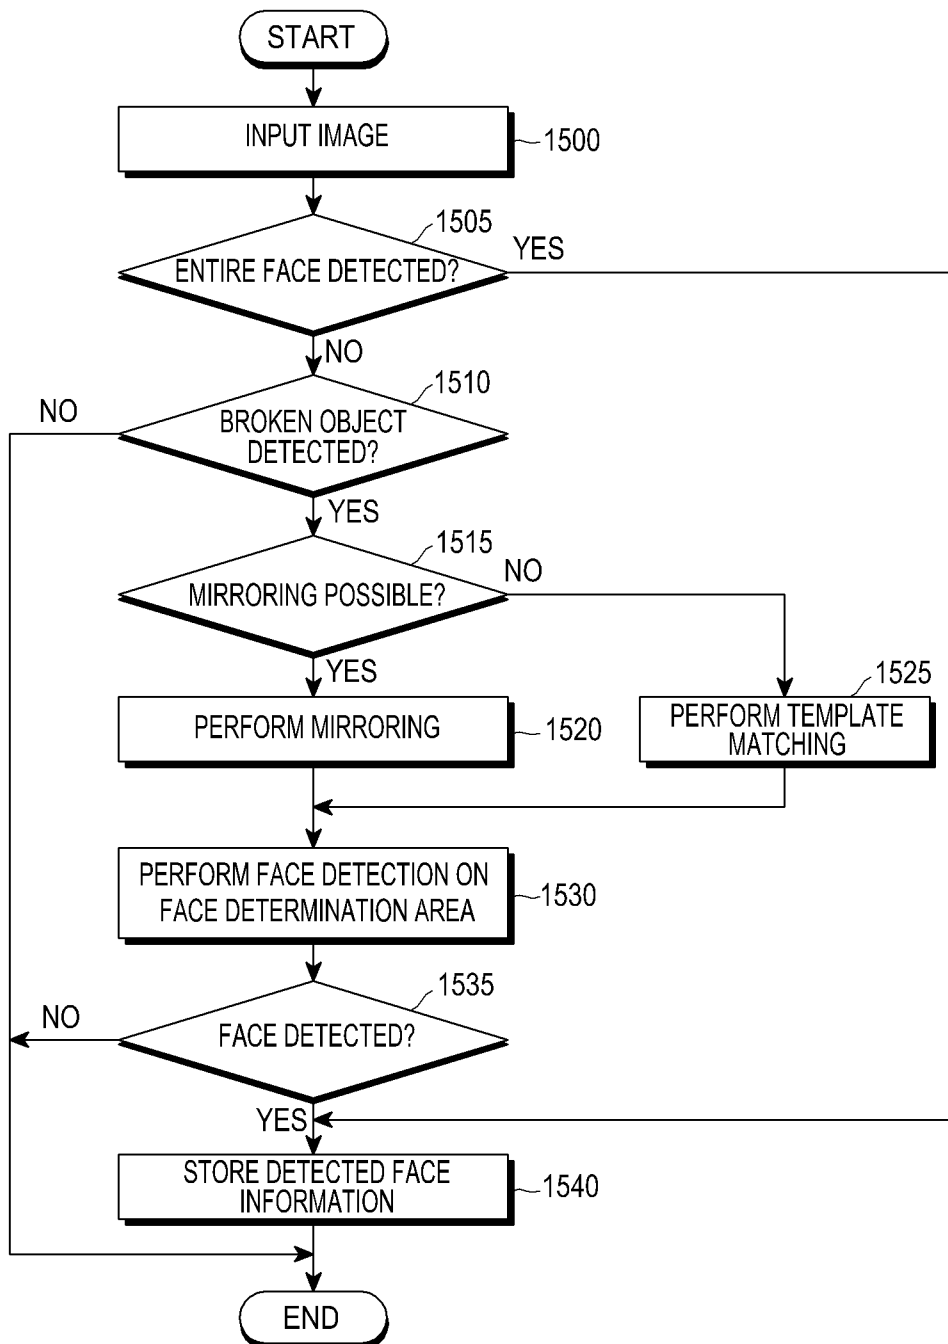 START
INPUT IMAGE
1500
1505
YES
ENTIRE FACE DETECTED?
NO
1510
NO
BROKEN OBJECT
DETECTED?
YES
1515
NO
MIRRORING POSSIBLE?
YES
1525
PERFORM MIRRORING
1520
PERFORM TEMPLATE
MATCHING
PERFORM FACE DETECTION ON
FACE DETERMINATION AREA
1530
1535
NO
FACE DETECTED?
YES
STORE DETECTED FACE
INFORMATION
1540
END